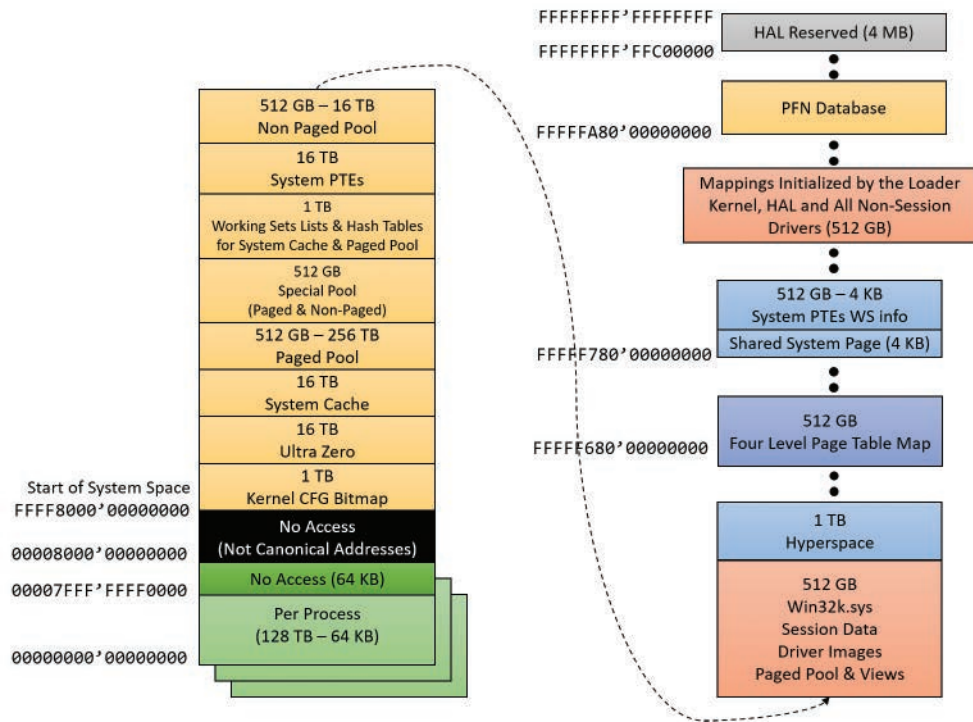 512 GB – 16 TB
Non Paged Pool
16 TB
System PTEs
1 TB
Working Sets Lists & Hash Tables
for System Cache & Paged Pool
512 GB
Special Pool
(Paged & Non-Paged)
512 GB – 256 TB
Paged Pool
16 TB
System Cache
16 TB
Ultra Zero
1 TB
Kernel CFG Bitmap
Start of System Space
FFFF8000'00000000
No Access
(Not Canonical Addresses)
00008000'00000000
No Access (64 KB)
00007FFF'FFFF0000
Per Process
(128 TB – 64 KB)
00000000'00000000
FFFFFFFF'FFFFFFFF
HAL Reserved (4 MB)
FFFFFFFF'FFC00000
PFN Database
FFFFFA80'00000000
Mappings Initialized by the Loader
Kernel, HAL and All Non-Session
Drivers (512 GB)
512 GB – 4 KB
System PTEs WS info
Shared System Page (4 KB)
FFFFF780'00000000
512 GB
Four Level Page Table Map
FFFFF680'00000000
1 TB
Hyperspace
512 GB
Win32k.sys
Session Data
Driver Images
Paged Pool & Views